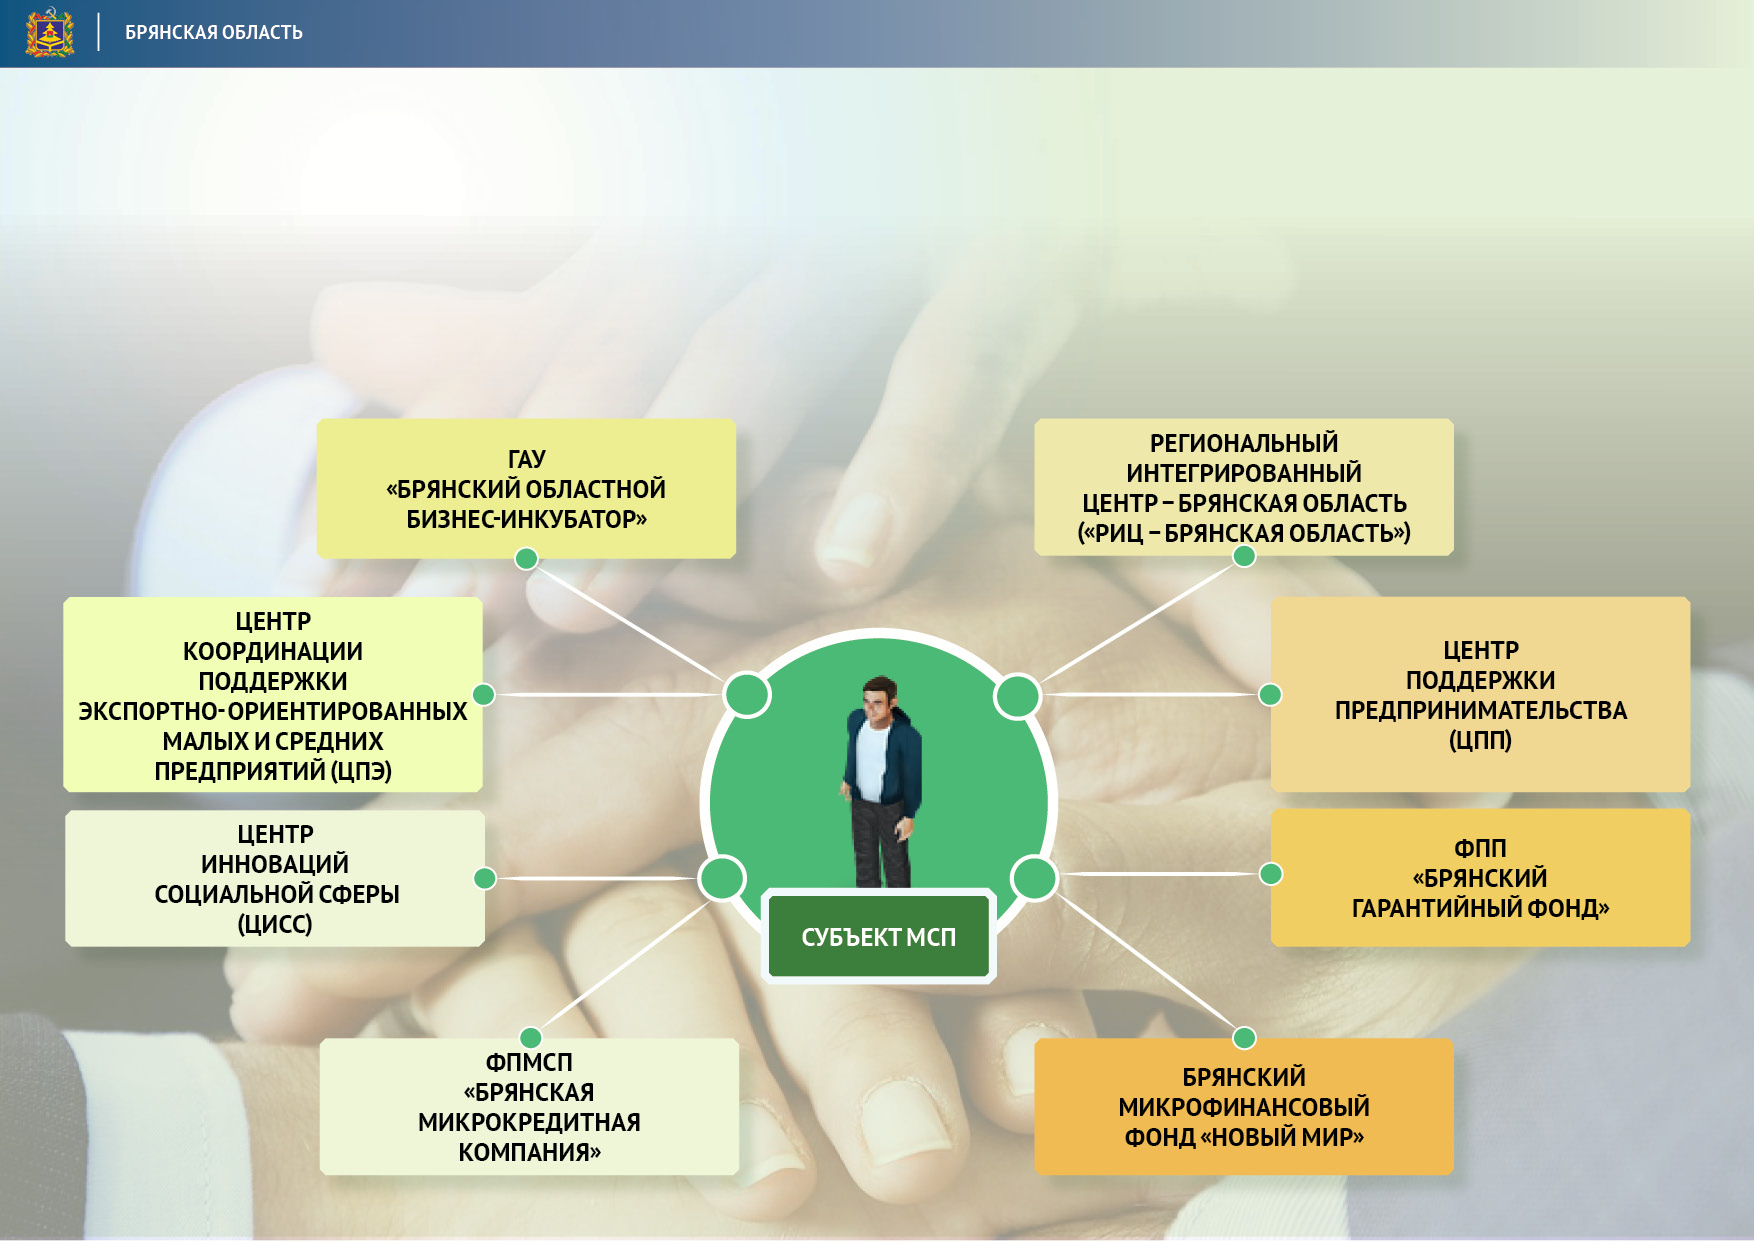 БРЯНСКАЯ ОБЛАСТЬ
ГАУ
«БРЯНСКИЙ ОБЛАСТНОЙ
БИЗНЕС-ИНКУБАТОР»
РЕГИОНАЛЬНЫЙ
ИНТЕГРИРОВАННЫЙ
ЦЕНТР – БРЯНСКАЯ ОБЛАСТЬ
(«РИЦ – БРЯНСКАЯ ОБЛАСТЬ»)
ЦЕНТР
КООРДИНАЦИИ
ПОДДЕРЖКИ
ЭКСПОРТНО-ОРИЕНТИРОВАННЫХ
МАЛЫХ И СРЕДНИХ
ПРЕДПРИЯТИЙ (ЦПЭ)
ЦЕНТР
ПОДДЕРЖКИ
ПРЕДПРИНИМАТЕЛЬСТВА
(ЦПП)
ЦЕНТР
ИННОВАЦИЙ
СОЦИАЛЬНОЙ СФЕРЫ
(ЦИСС)
ФПП
«БРЯНСКИЙ
ГАРАНТИЙНЫЙ ФОНД»
СУБЪЕКТ МСП
ФПМСП
«БРЯНСКАЯ
МИКРОКРЕДИТНАЯ
КОМПАНИЯ»
БРЯНСКИЙ
МИКРОФИНАНСОВЫЙ
ФОНД «НОВЫЙ МИР»